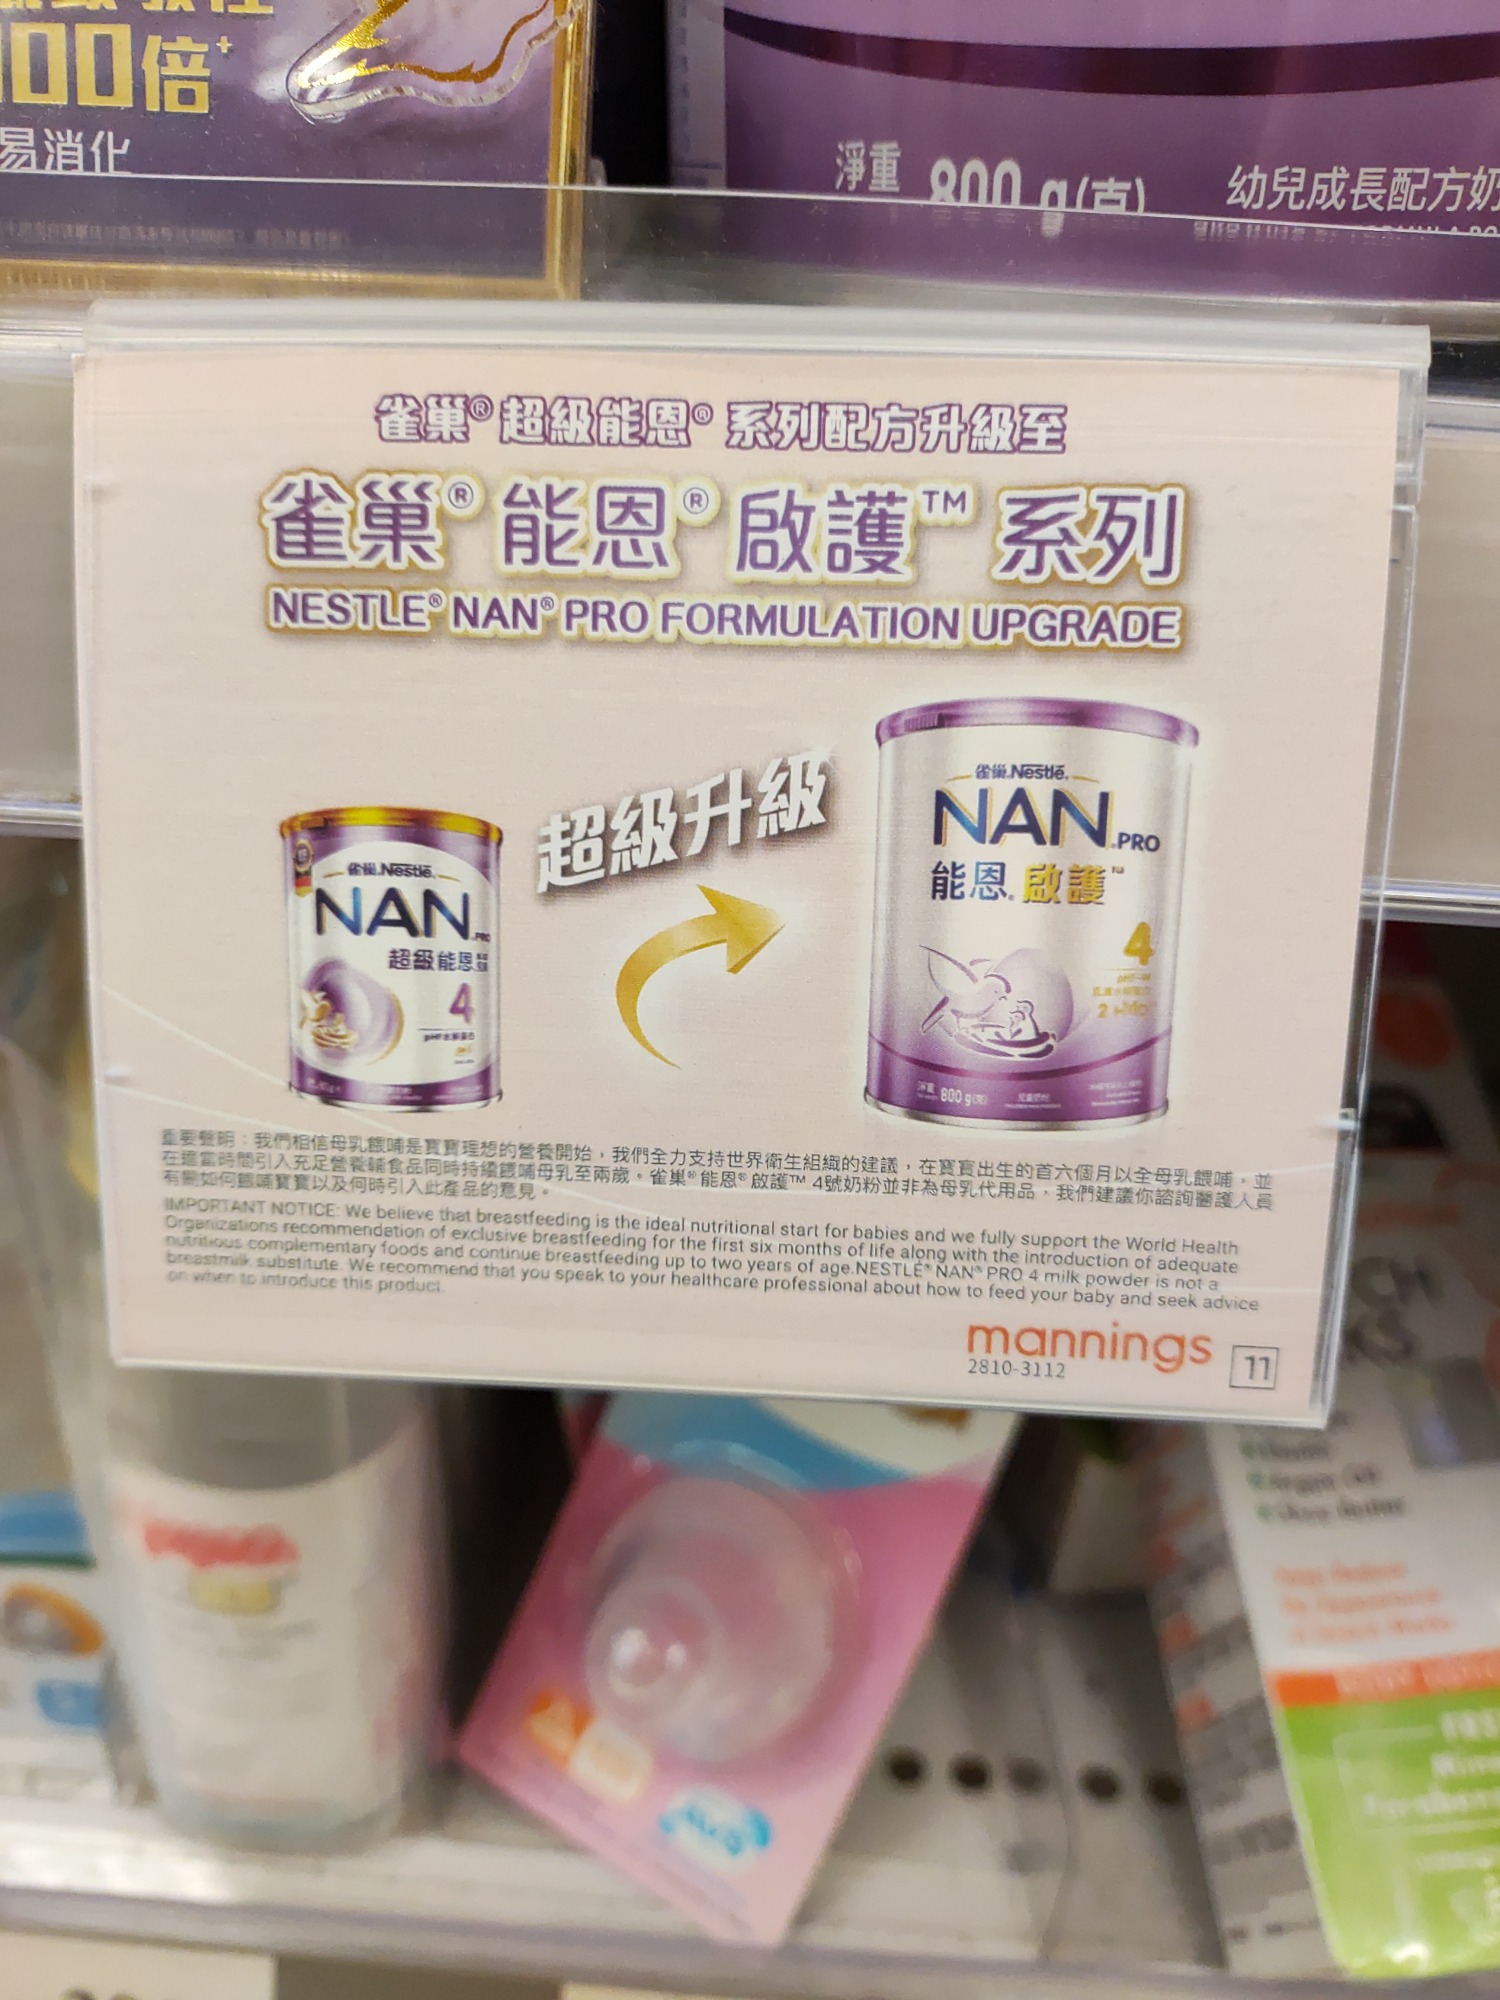 00倍+
易消化
淨重 800 g(克) 幼兒成長配方奶
雀巢® 超級能恩® 系列配方升級至
雀巢® 能恩® 啟護™ 系列
NESTLE® NAN® PRO FORMULATION UPGRADE
超級升級
雀巢.Nestlé.
NAN.PRO
能恩.啟護™
4
2 HMO
淨重 800g(克)
雀巢.Nestlé.
NAN.PRO
超級能恩
4
pHF水解蛋白
重要聲明：我們相信母乳餵哺是寶寶理想的營養開始，我們全力支持世界衛生組織的建議，在寶寶出生的首六個月以全母乳餵哺，並
在適當時間引入充足營養輔食品同時持續餵哺母乳至兩歲。雀巢® 能恩® 啟護™ 4號奶粉並非為母乳代用品，我們建議你諮詢醫護人員
有關如何餵哺寶寶以及何時引入此產品的意見。
IMPORTANT NOTICE: We believe that breastfeeding is the ideal nutritional start for babies and we fully support the World Health
Organizations recommendation of exclusive breastfeeding for the first six months of life along with the introduction of adequate
nutritious complementary foods and continue breastfeeding up to two years of age.NESTLÉ® NAN® PRO 4 milk powder is not a
breastmilk substitute. We recommend that you speak to your healthcare professional about how to feed your baby and seek advice
on when to introduce this product.
mannings
2810-3112
11